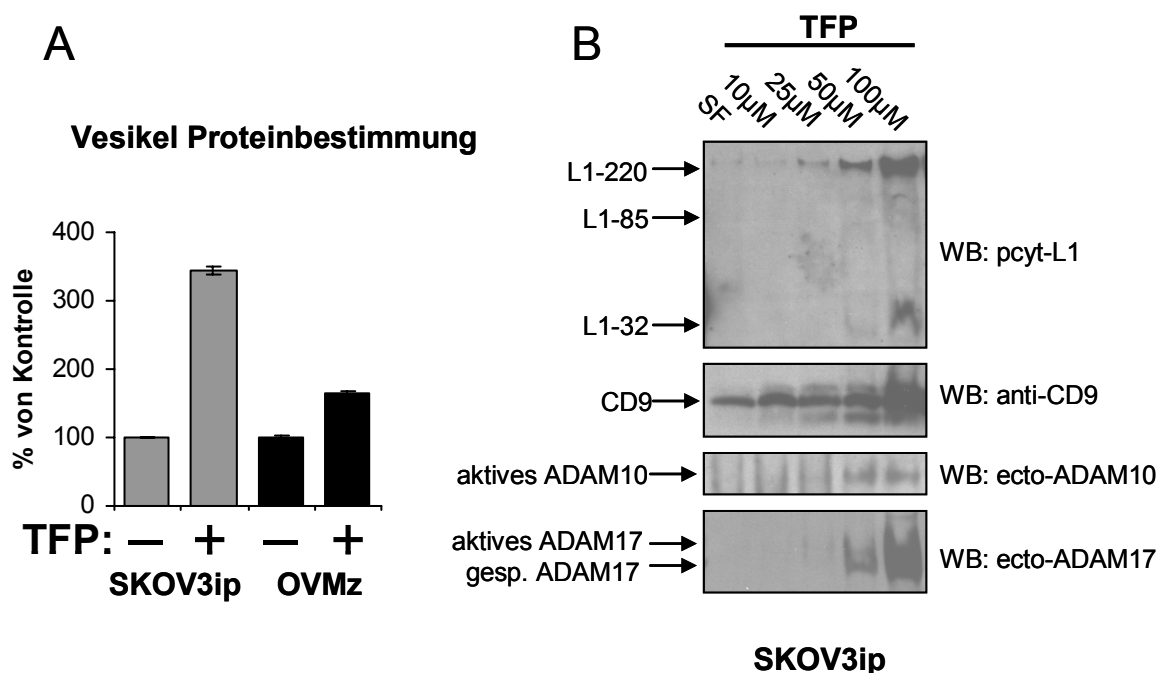 A
Vesikel Proteinbestimmung
% von Kontrolle
400
300
200
100
0
TFP: – + – +
SKOV3ip OVMz
B
TFP
SF 10µM 25µM 50µM 100µM
L1-220
L1-85
L1-32
WB: pcyt-L1
CD9
WB: anti-CD9
aktives ADAM10
WB: ecto-ADAM10
aktives ADAM17
gesp. ADAM17
WB: ecto-ADAM17
SKOV3ip